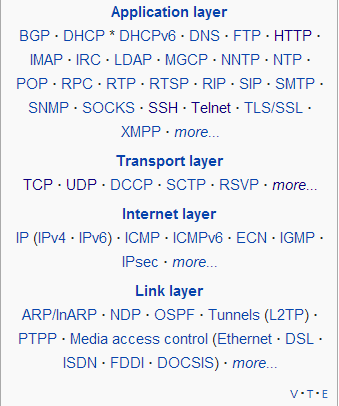 Application layer
BGP · DHCP * DHCPv6 · DNS · FTP · HTTP ·
IMAP · IRC · LDAP · MGCP · NNTP · NTP ·
POP · RPC · RTP · RTSP · RIP · SIP · SMTP ·
SNMP · SOCKS · SSH · Telnet · TLS/SSL ·
XMPP · more...
Transport layer
TCP · UDP · DCCP · SCTP · RSVP · more...
Internet layer
IP (IPv4 · IPv6) · ICMP · ICMPv6 · ECN · IGMP ·
IPsec · more...
Link layer
ARP/InARP · NDP · OSPF · Tunnels (L2TP) ·
PTPP · Media access control (Ethernet · DSL ·
ISDN · FDDI · DOCSIS) · more...
V · T · E